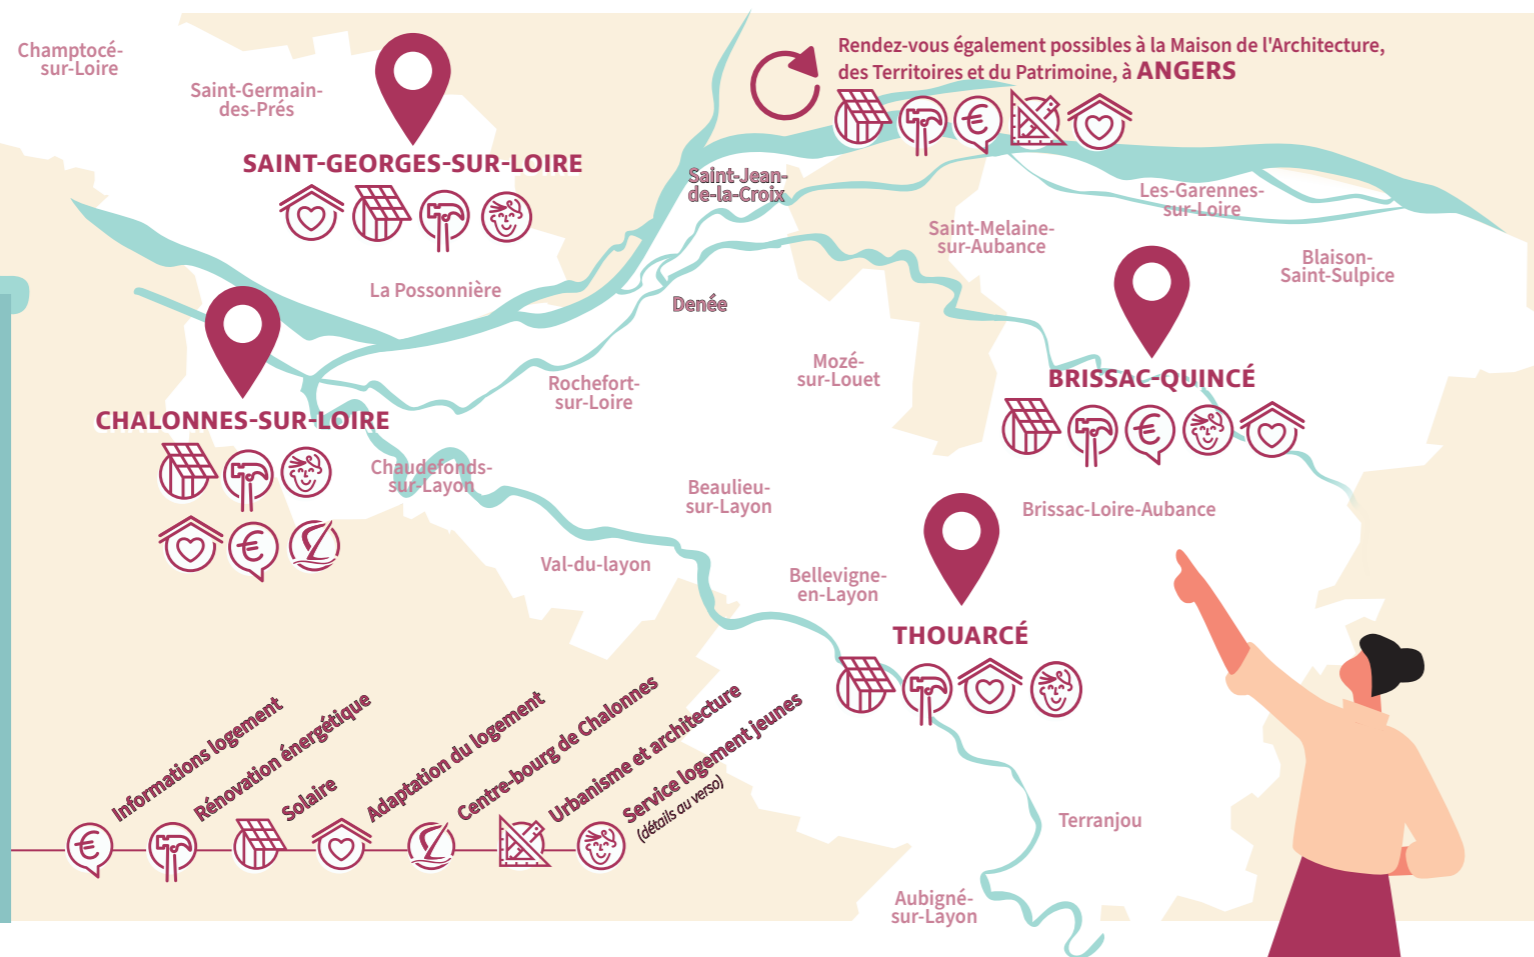 Champtocé-
sur-Loire
Saint-Germain-
des-Prés
Rendez-vous également possibles à la Maison de l'Architecture,
des Territoires et du Patrimoine, à ANGERS
SAINT-GEORGES-SUR-LOIRE
Saint-Jean-
de-la-Croix
Les-Garennes-
sur-Loire
Saint-Melaine-
sur-Aubance
Blaison-
Saint-Sulpice
La Possonnière
Denée
Mozé-
sur-Louet
BRISSAC-QUINCÉ
Rochefort-
sur-Loire
CHALONNES-SUR-LOIRE
Chaudefonds-
sur-Layon
Beaulieu-
sur-Layon
Brissac-Loire-Aubance
Val-du-layon
Bellevigne-
en-Layon
THOUARCÉ
Informations logement
Rénovation énergétique
Solaire
Adaptation du logement
Centre-bourg de Chalonnes
Urbanisme et architecture
Service logement jeunes
(détails au verso)
Terranjou
Aubigné-
sur-Layon